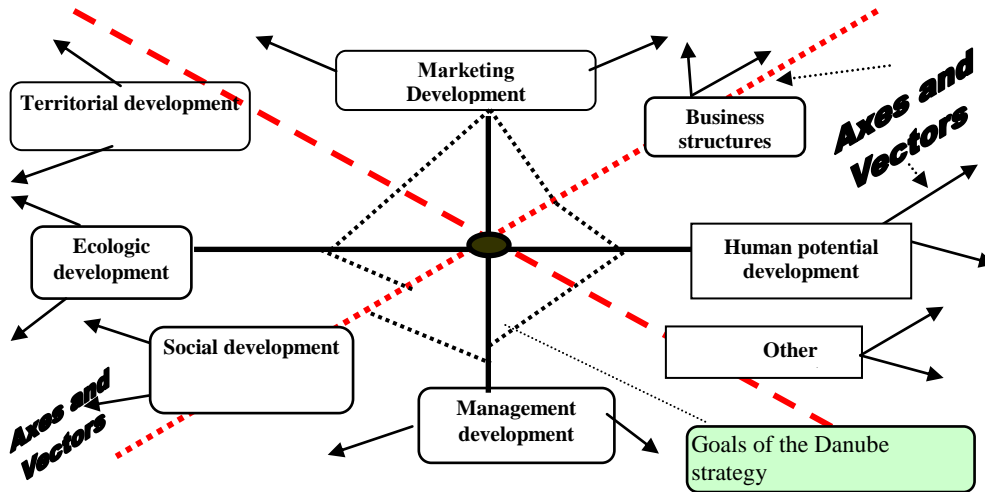 Marketing
Development
Territorial development
Business
structures
Axes and
Vectors
Ecologic
development
Human potential
development
Social development
Other
Axes and
Vectors
Management
development
Goals of the Danube
strategy